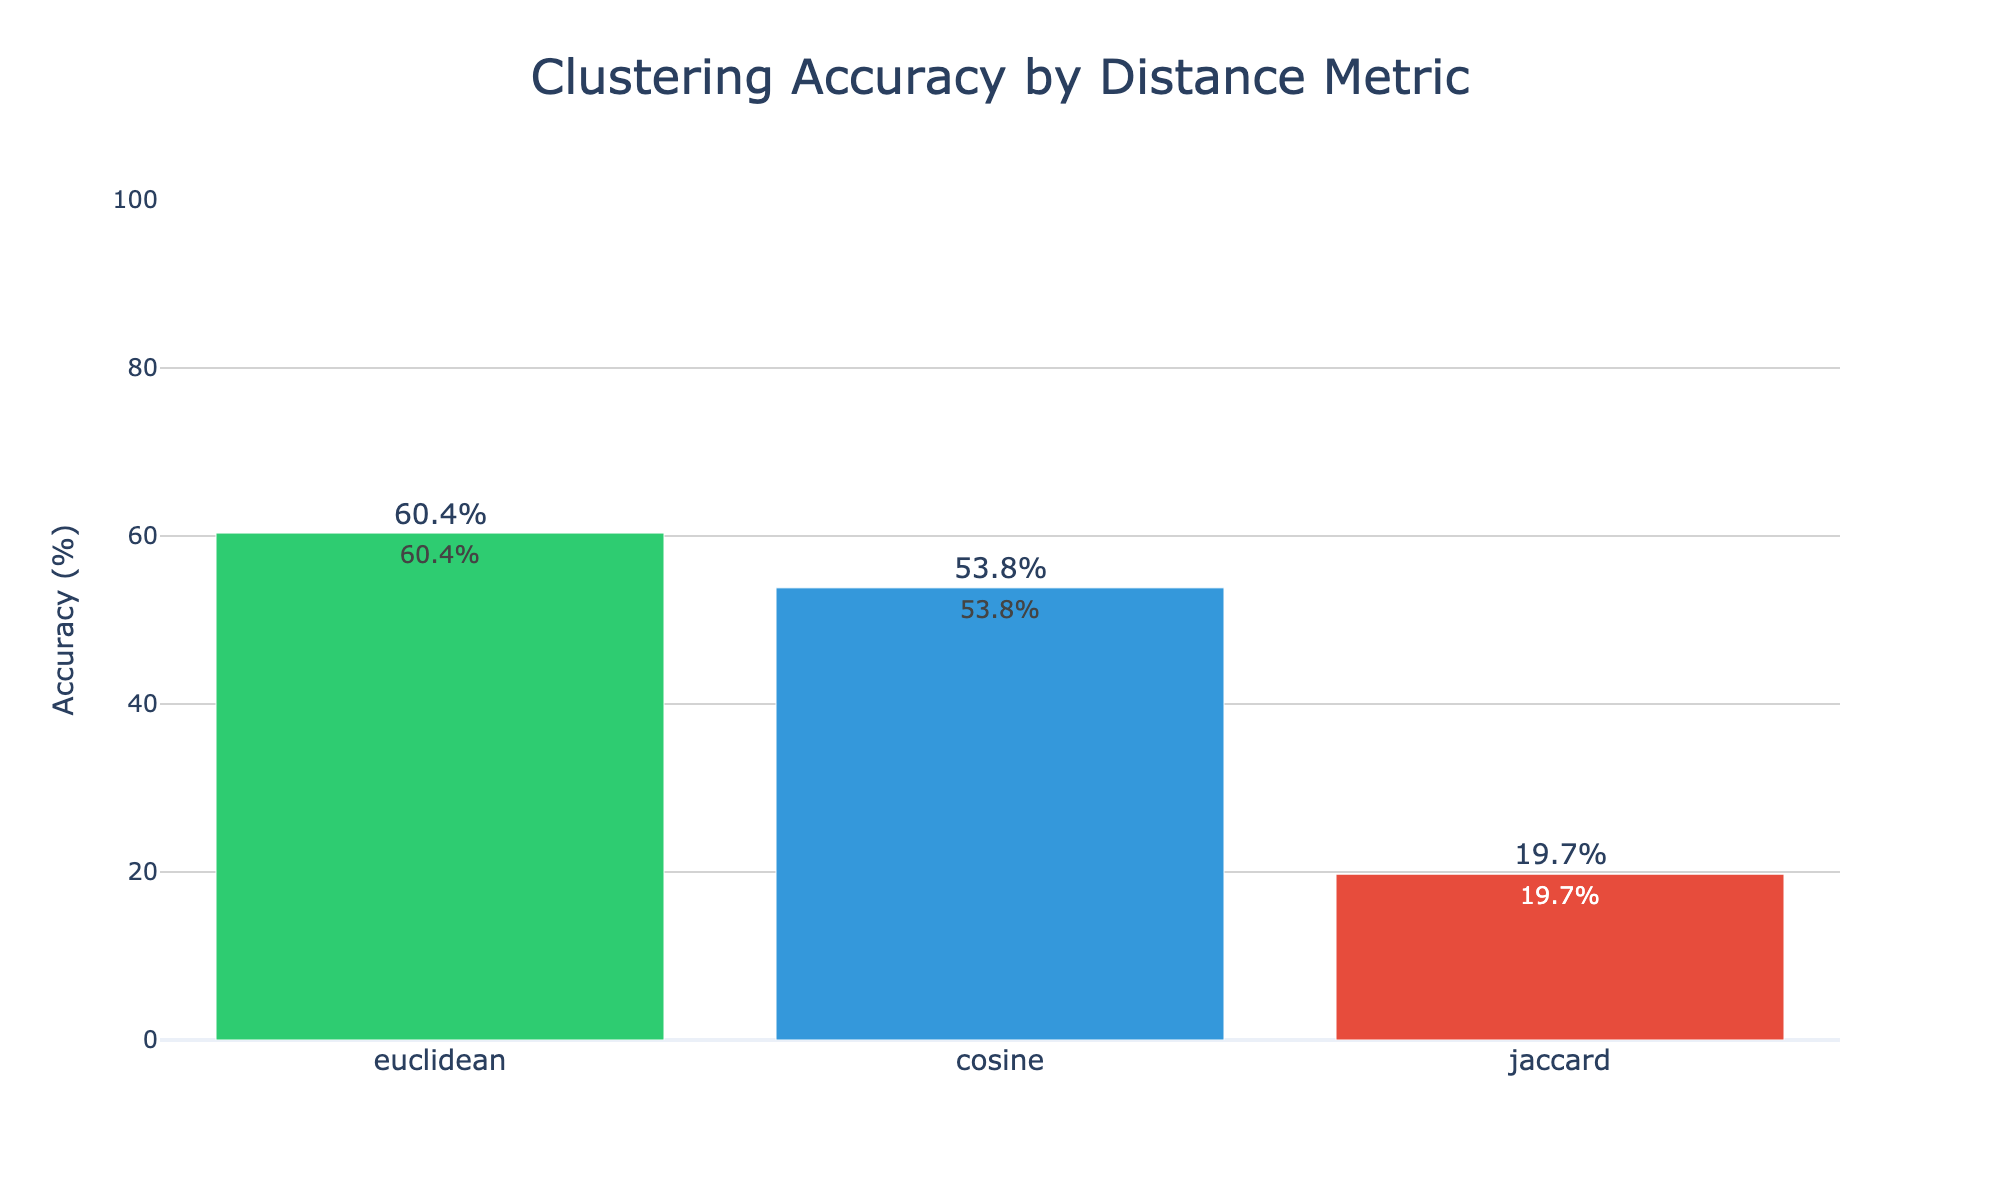 Clustering Accuracy by Distance Metric
100
80
60
40
20
0
Accuracy (%)
60.4%
60.4%
53.8%
53.8%
19.7%
19.7%
euclidean
cosine
jaccard